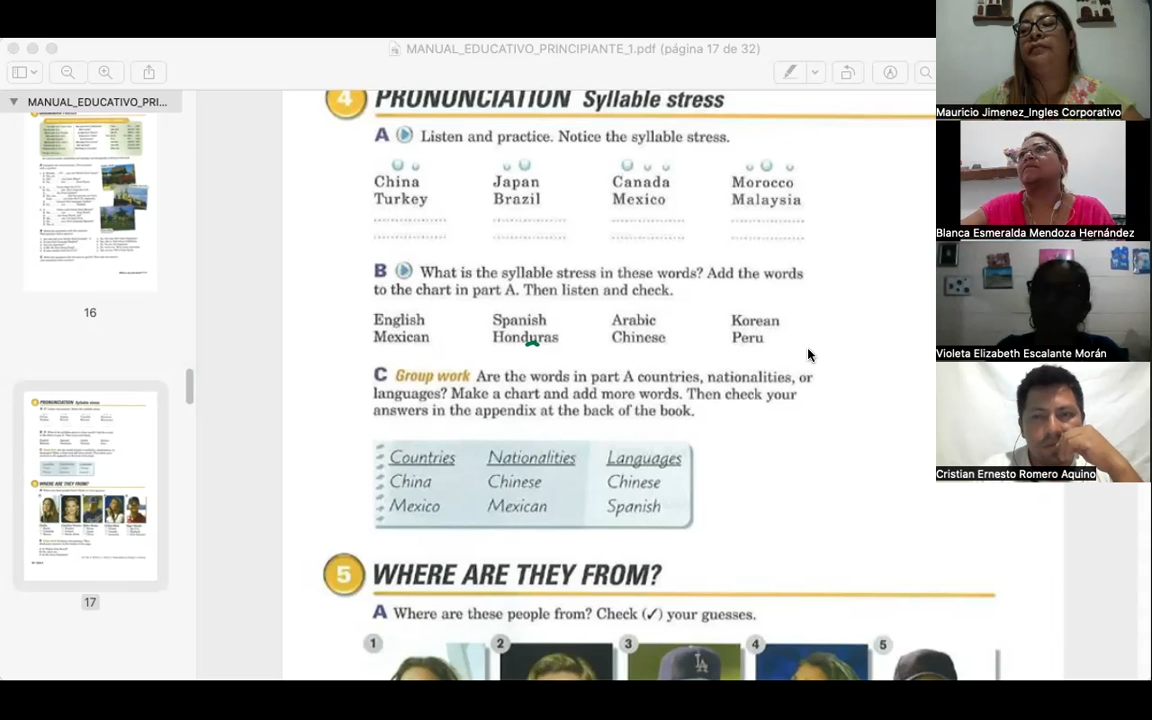 MANUAL_EDUCATIVO_PRINCIPIANTE_1.pdf (página 17 de 32)
MANUAL_EDUCATIVO_PRI...
16
17
4 PRONUNCIATION Syllable stress
A Listen and practice. Notice the syllable stress.
China Japan Canada Morocco
Turkey Brazil Mexico Malaysia
B What is the syllable stress in these words? Add the words
to the chart in part A. Then listen and check.
English Spanish Arabic Korean
Mexican Honduras Chinese Peru
C Group work Are the words in part A countries, nationalities, or
languages? Make a chart and add more words. Then check your
answers in the appendix at the back of the book.
Countries Nationalities Languages
China Chinese Chinese
Mexico Mexican Spanish
5 WHERE ARE THEY FROM?
A Where are these people from? Check (✓) your guesses.
1 2 3 4 5
LA
Mauricio Jimenez_Ingles Corporativo
Blanca Esmeralda Mendoza Hernández
Violeta Elizabeth Escalante Morán
Cristian Ernesto Romero Aquino